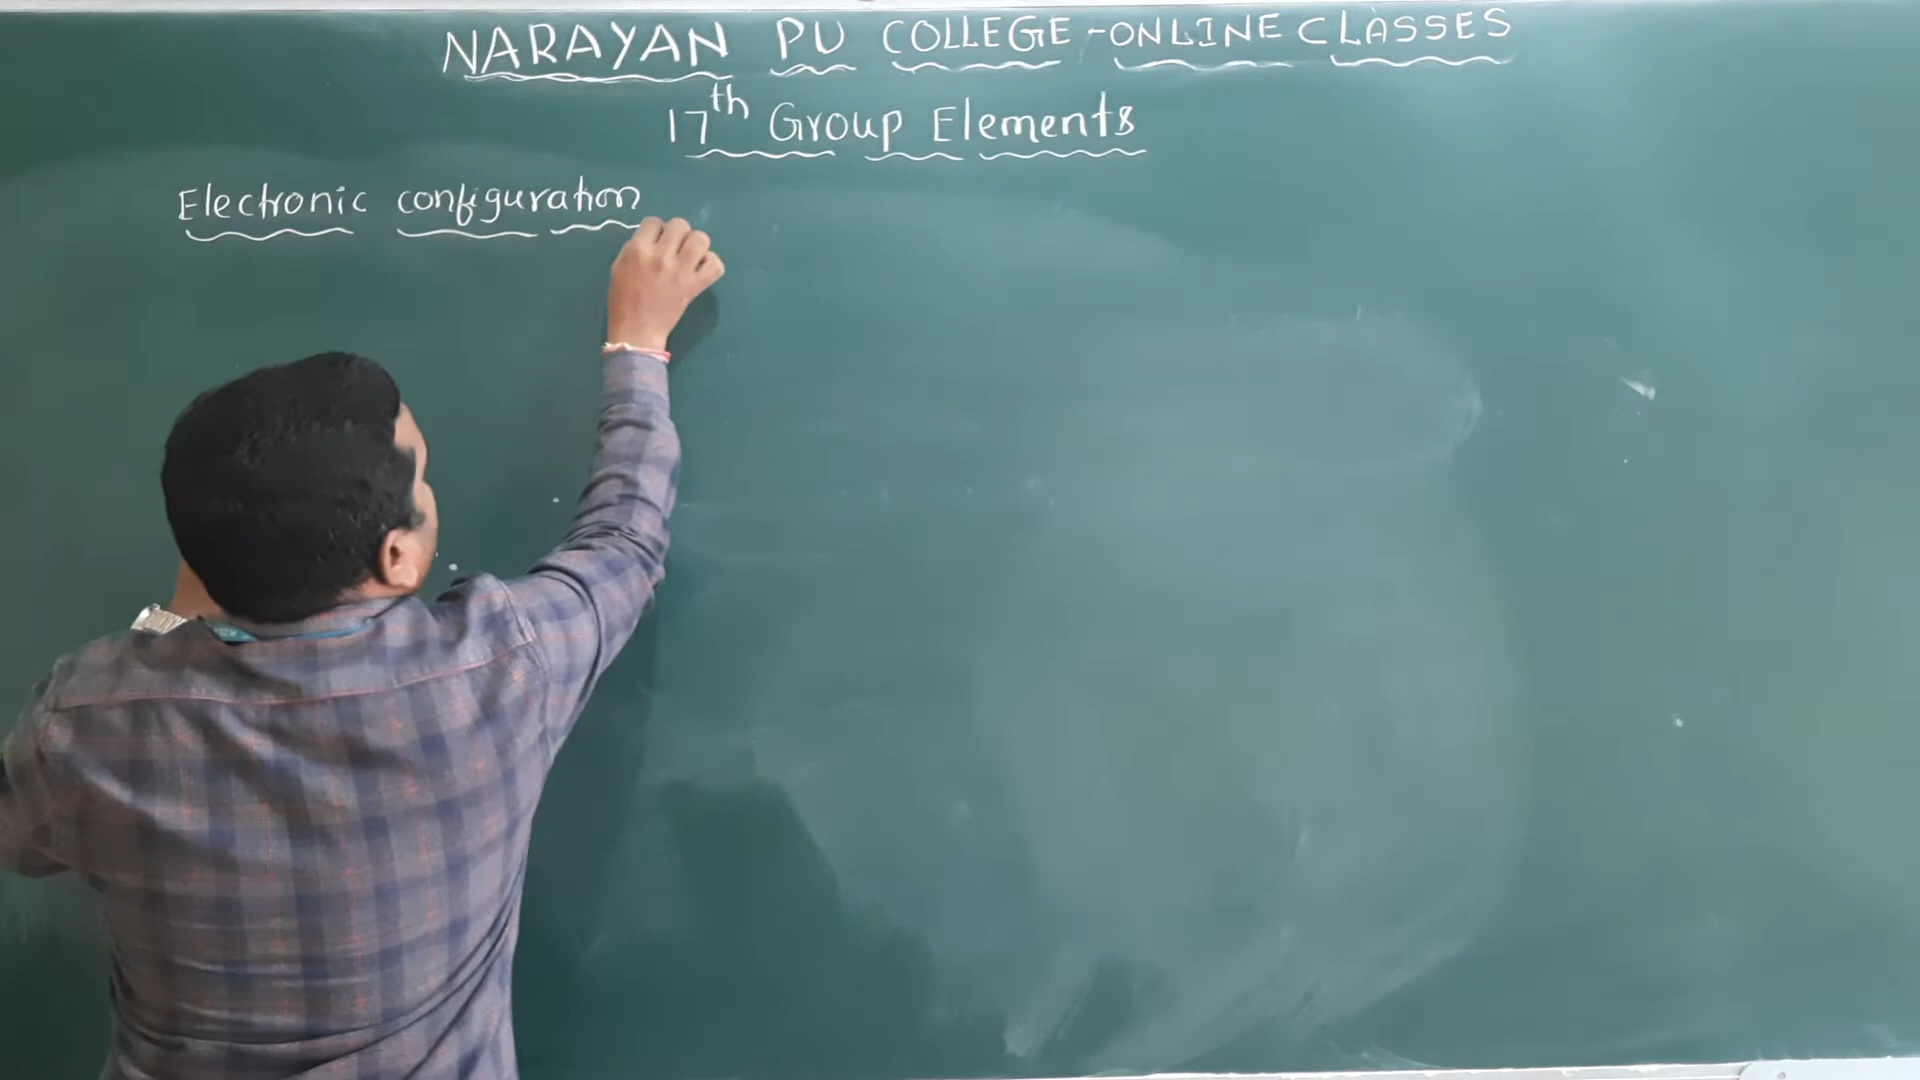 NARAYAN PU COLLEGE - ONLINE CLASSES
17th Group Elements
Electronic configuration